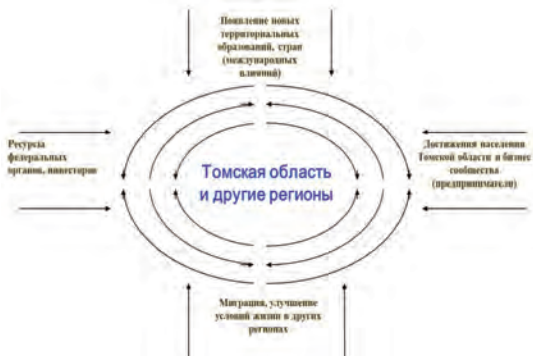 Появление новых
территориальных
образований, стран
(международных
влияний)
Ресурсы
федеральных
органов, инвесторов
Томская область
и другие регионы
Достижения населения
Томской области и бизнес
сообщества
(предприниматели)
Миграция, улучшение
условий жизни в других
регионах